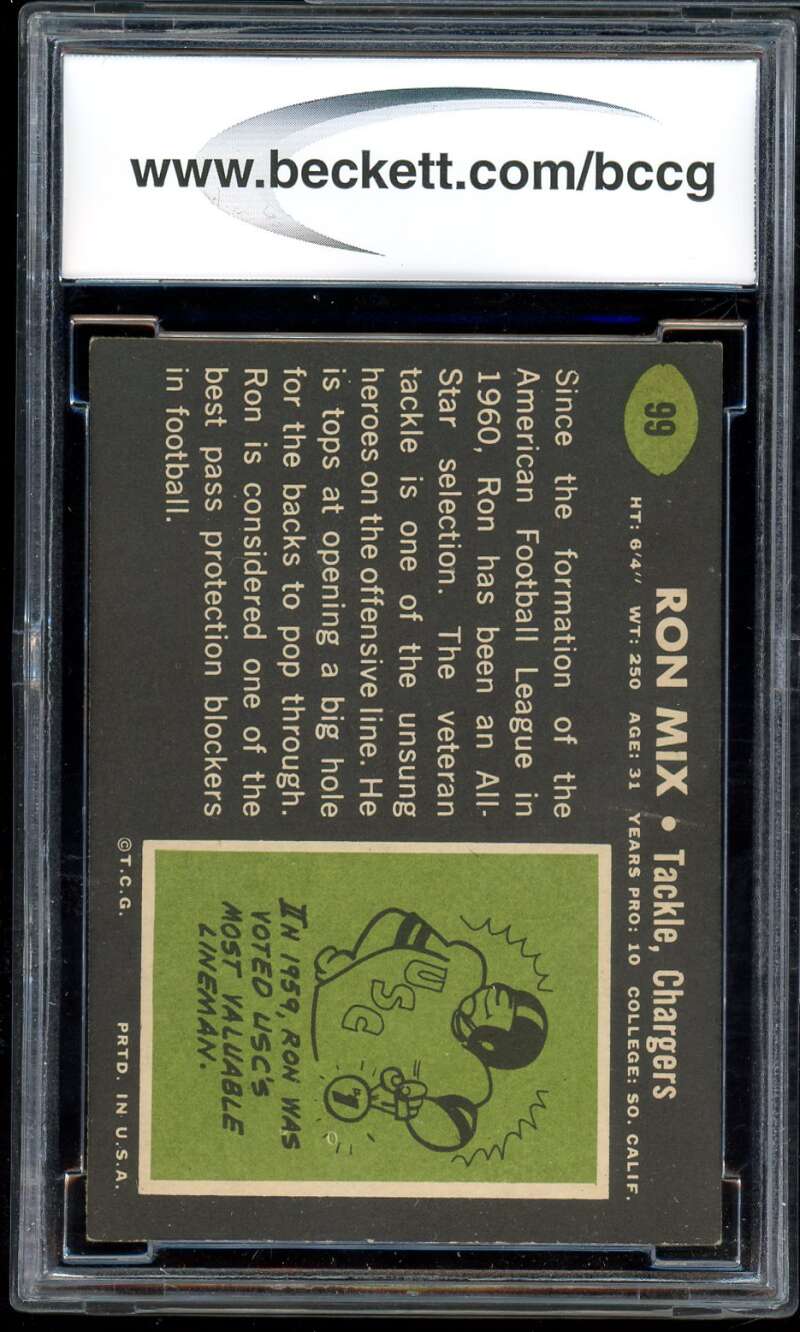 www.beckett.com/bccg
99
RON MIX • Tackle, Chargers
HT: 6'4" WT: 250 AGE: 31 YEARS PRO: 10 COLLEGE: SO. CALIF.
Since the formation of the
American Football League in
1960, Ron has been an All-
Star selection. The veteran
tackle is one of the unsung
heroes on the offensive line. He
is tops at opening a big hole
for the backs to pop through.
Ron is considered one of the
best pass protection blockers
in football.
USC
1
IN 1959, RON WAS
VOTED USC'S
MOST VALUABLE
LINEMAN.
©T.C.G.
PRTD. IN U.S.A.